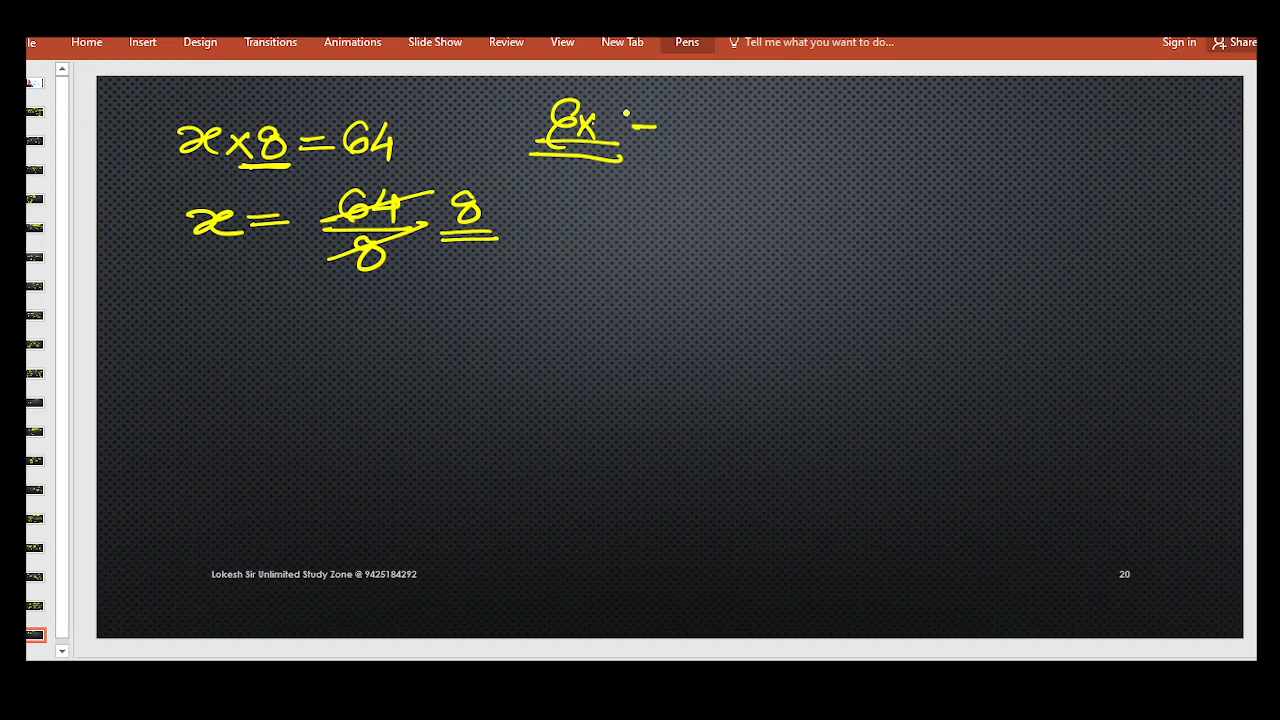 le Home Insert Design Transitions Animations Slide Show Review View New Tab Pens Tell me what you want to do... Sign in Share
x × 8 = 64
x = 64/8 8
Ex :-
Lokesh Sir Unlimited Study Zone @ 9425184292
20